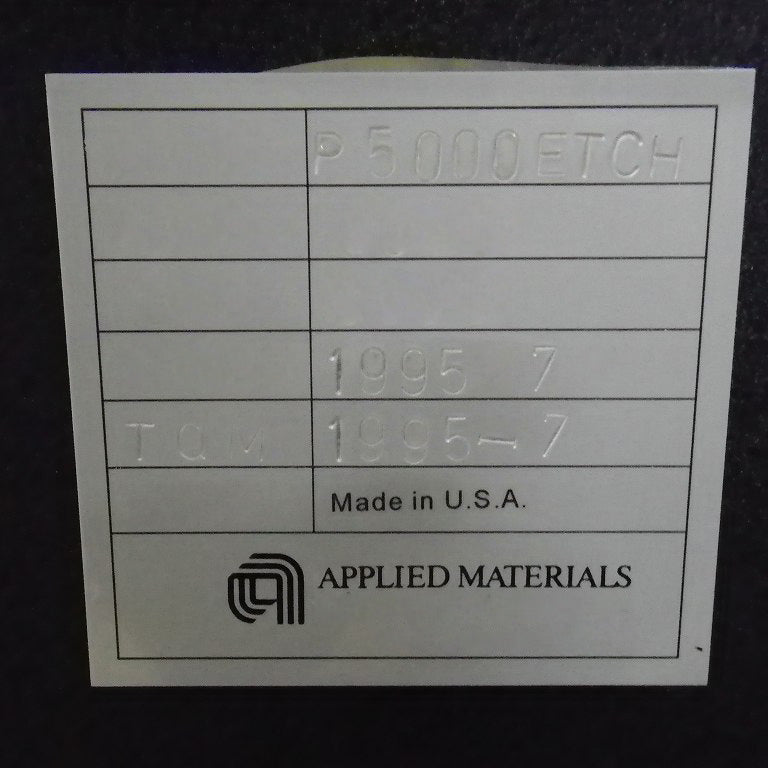 P5000ETCH
1995 7
TQM 1995-7
Made in U.S.A.
APPLIED MATERIALS